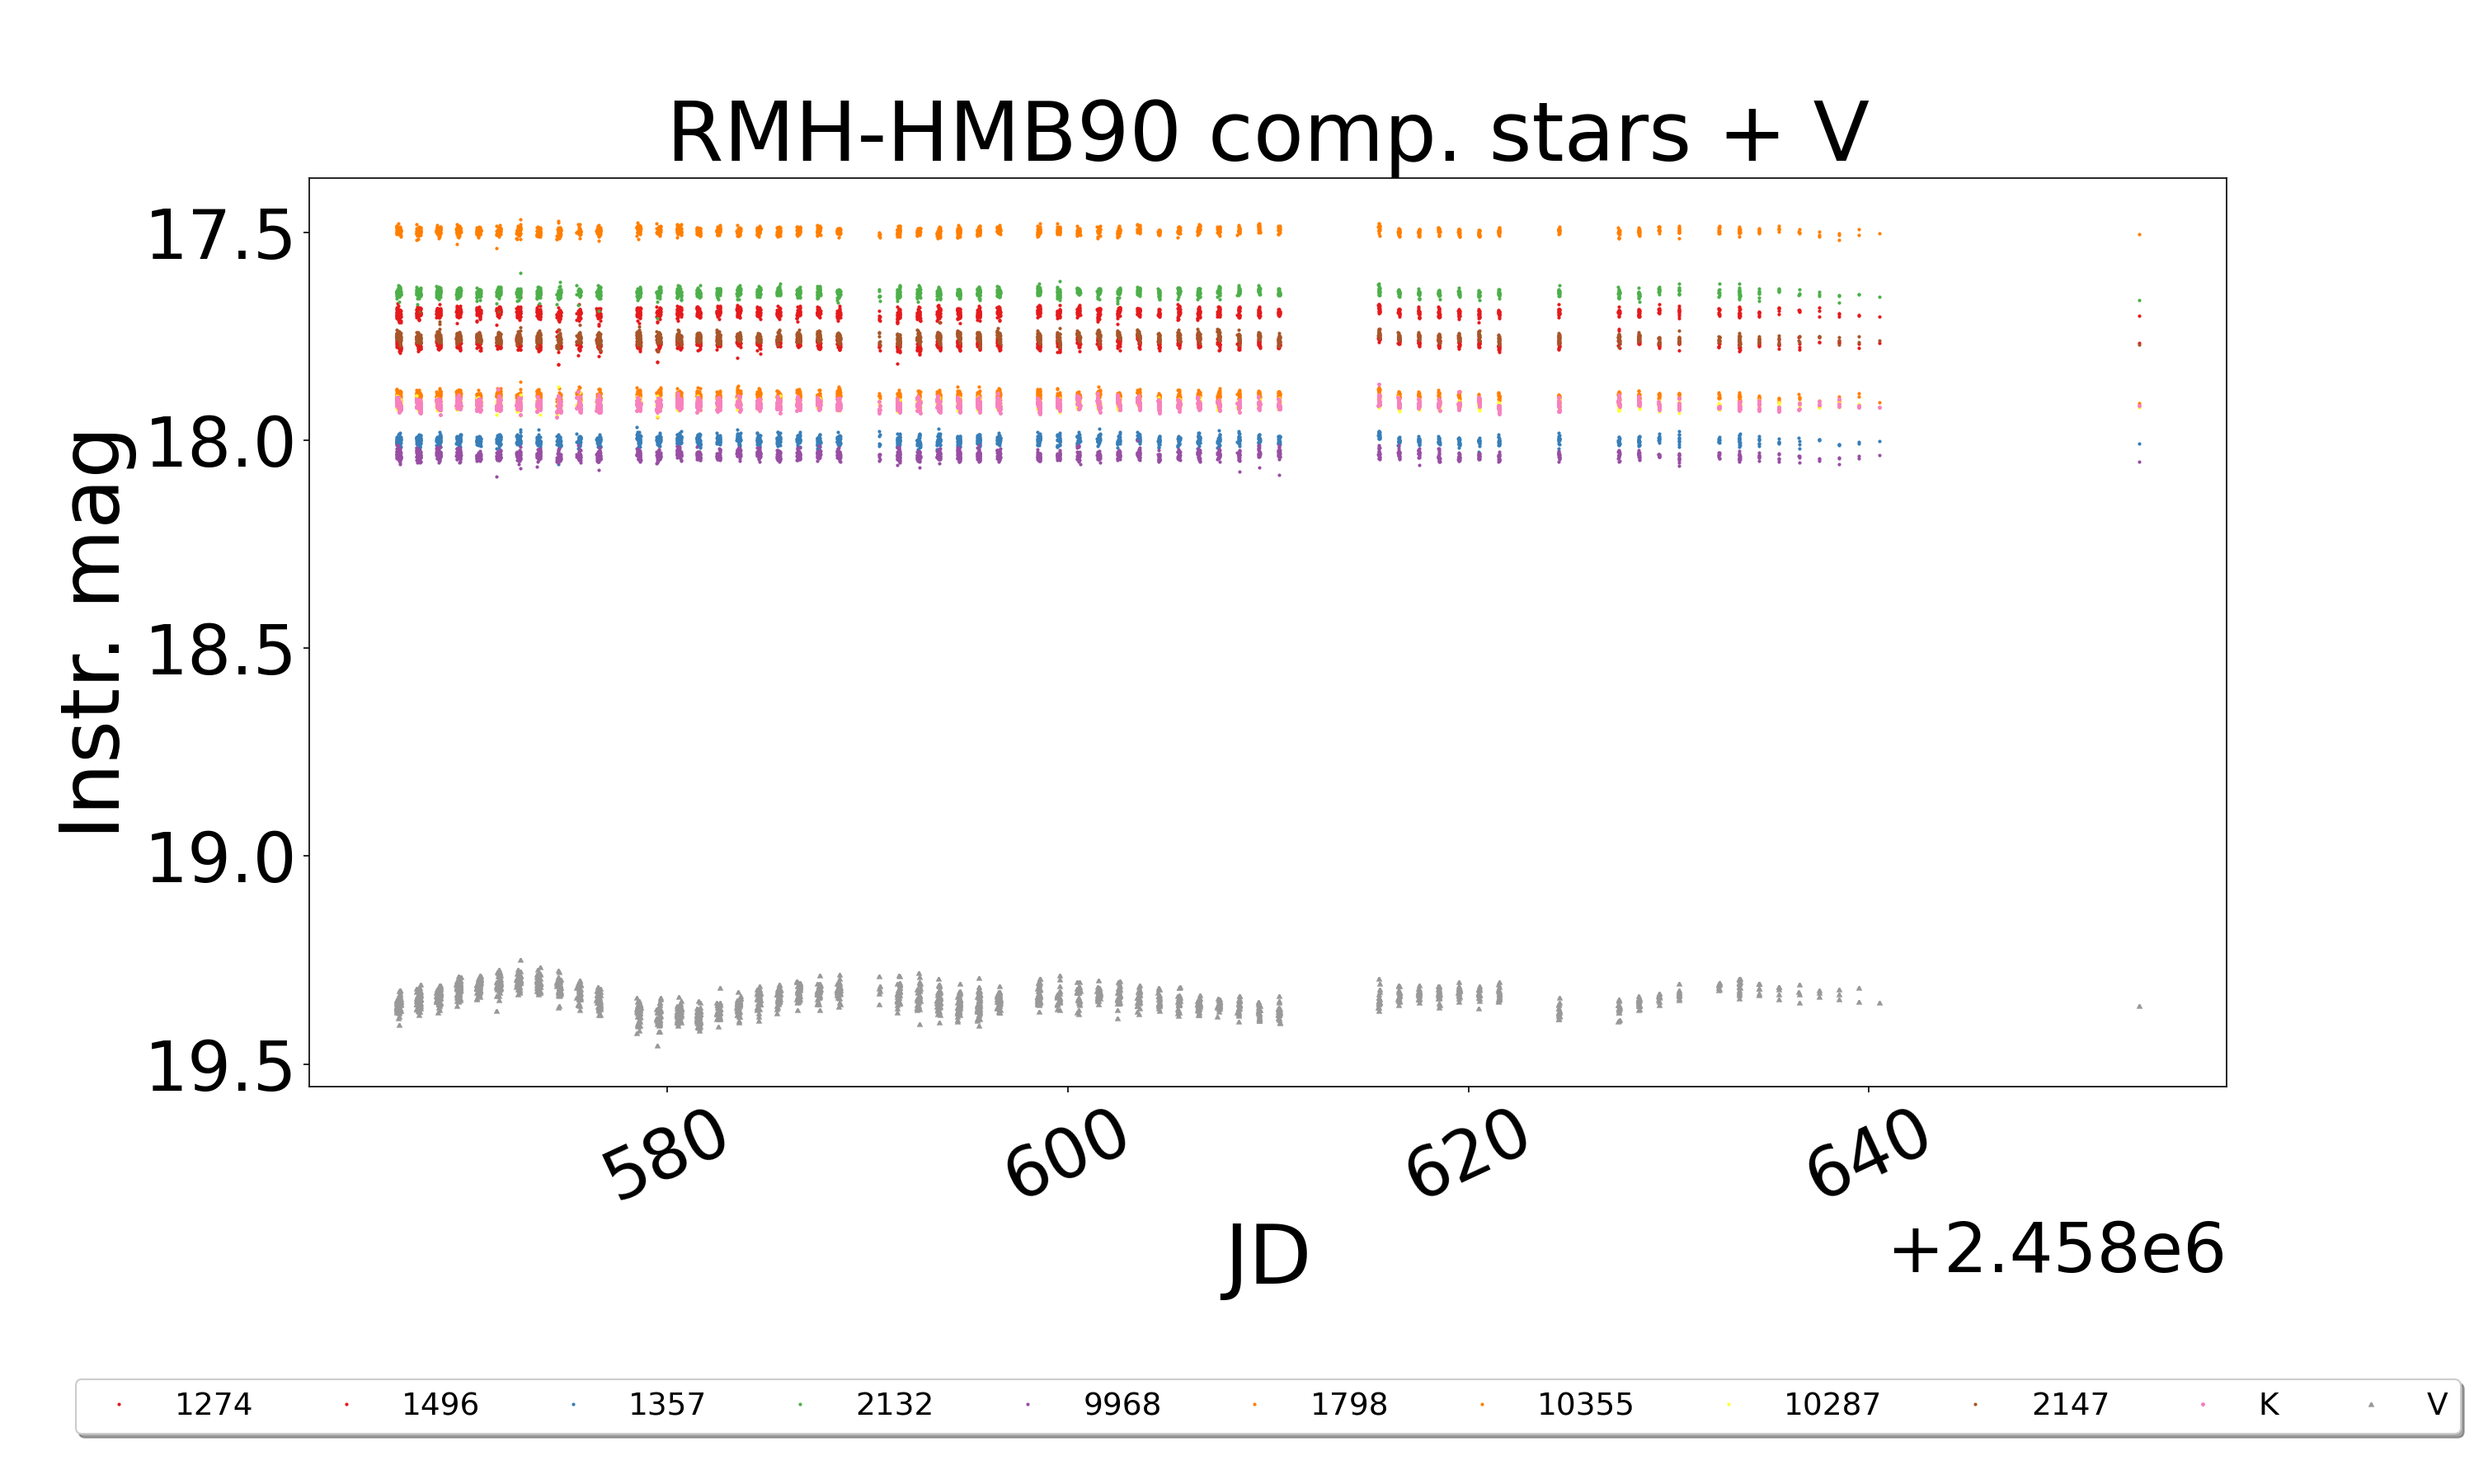 RMH-HMB90 comp. stars + V
Instr. mag
17.5
18.0
18.5
19.0
19.5
580
600
620
640
JD
+2.458e6
1274 1496 1357 2132 9968 1798 10355 10287 2147 K V